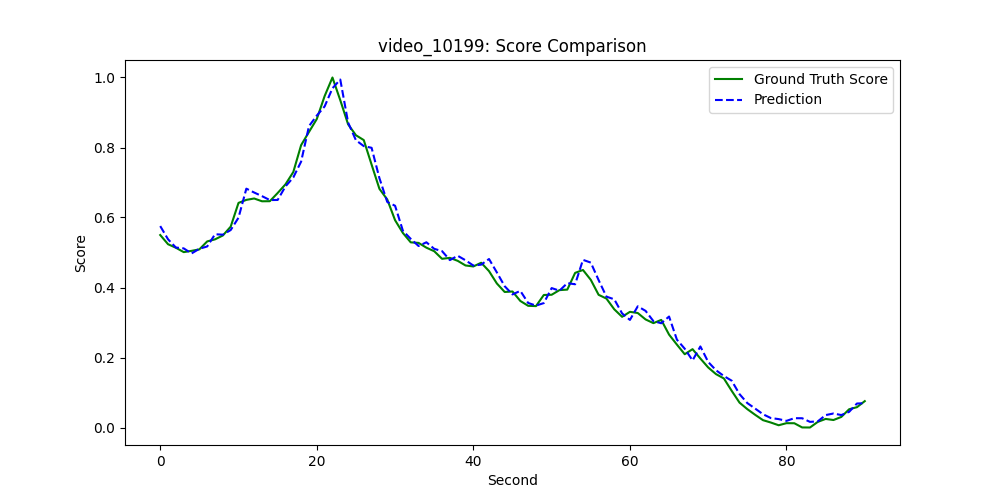 video_10199: Score Comparison
Ground Truth Score
Prediction
1.0
0.8
0.6
0.4
0.2
0.0
Score
0 20 40 60 80
Second